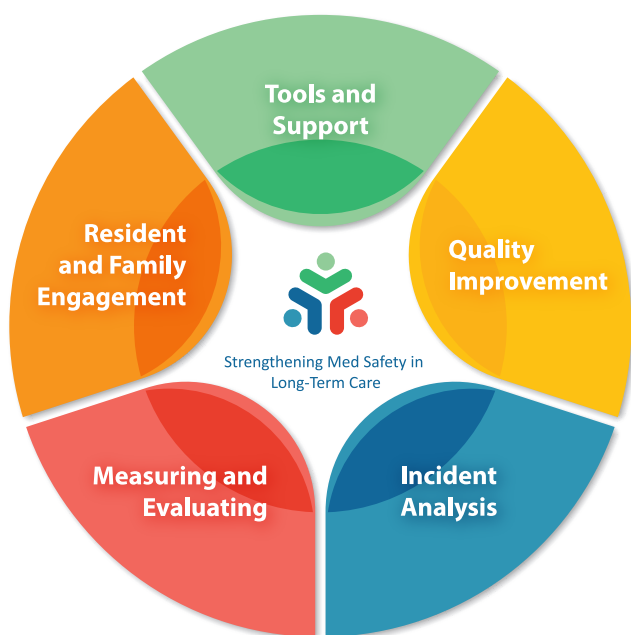 Tools and
Support
Quality
Improvement
Incident
Analysis
Measuring and
Evaluating
Resident
and Family
Engagement
Strengthening Med Safety in
Long-Term Care